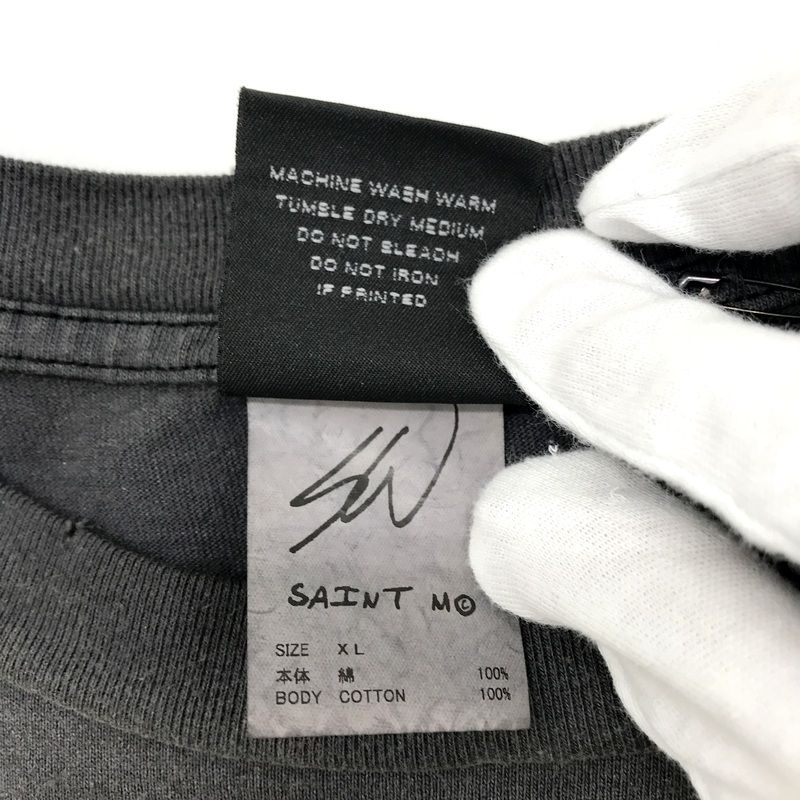 MACHINE WASH WARM
TUMBLE DRY MEDIUM
DO NOT BLEACH
DO NOT IRON
IF PRINTED
SAINT M©
SIZE XL
本体 綿 100%
BODY COTTON 100%